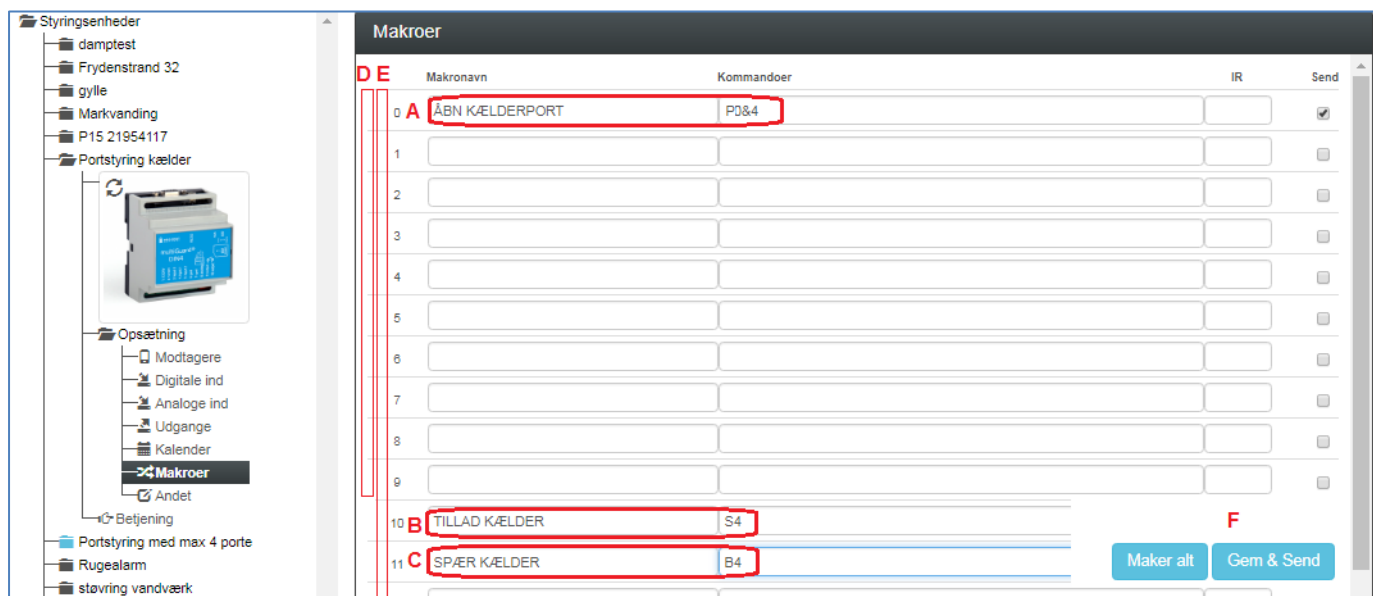 Styringsenheder
damptest
Frydenstrand 32
gylle
Markvanding
P15 21954117
Portstyring kælder
Opsætning
Modtagere
Digitale ind
Analoge ind
Udgange
Kalender
Makroer
Andet
Betjening
Portstyring med max 4 porte
Rugealarm
støvring vandværk
Makroer
D E Makronavn Kommandoer IR Send
0 A ÅBN KÆLDERPORT P0&4
1
2
3
4
5
6
7
8
9
10 B TILLAD KÆLDER S4 F
11 C SPÆR KÆLDER B4 Maker alt Gem & Send